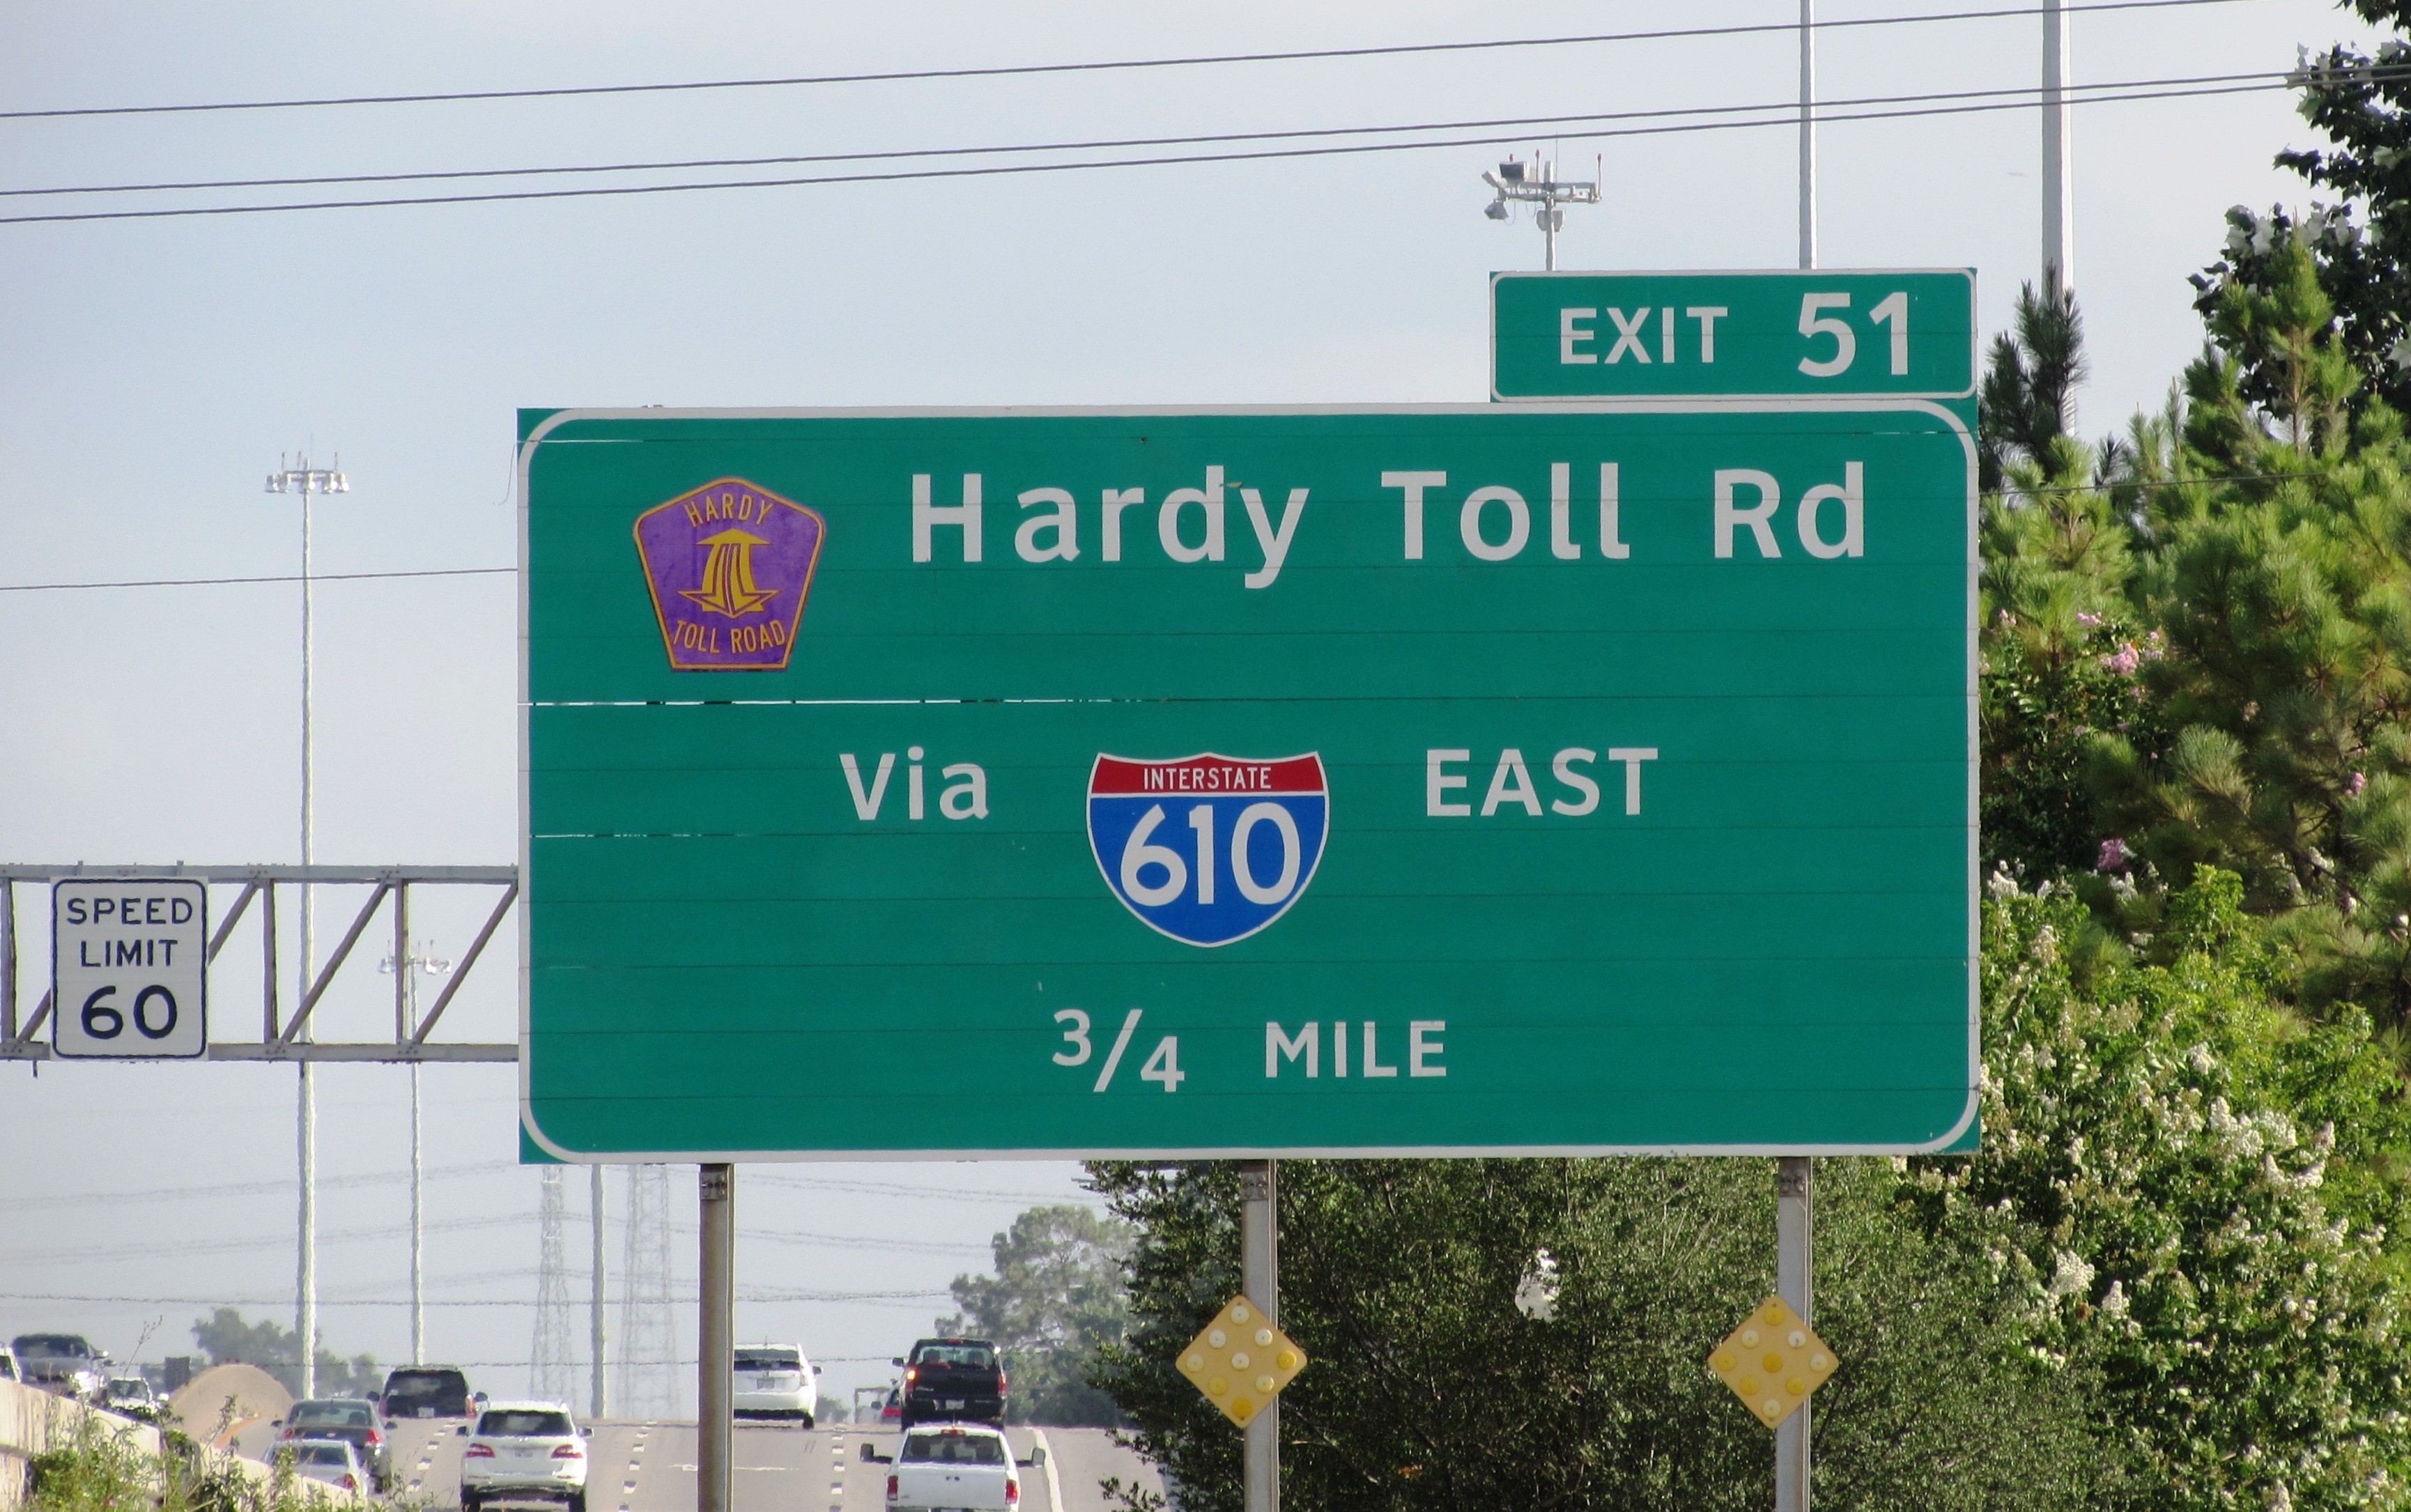 EXIT 51
Hardy Toll Rd
HARDY
TOLL ROAD
Via INTERSTATE 610 EAST
3/4 MILE
SPEED
LIMIT
60